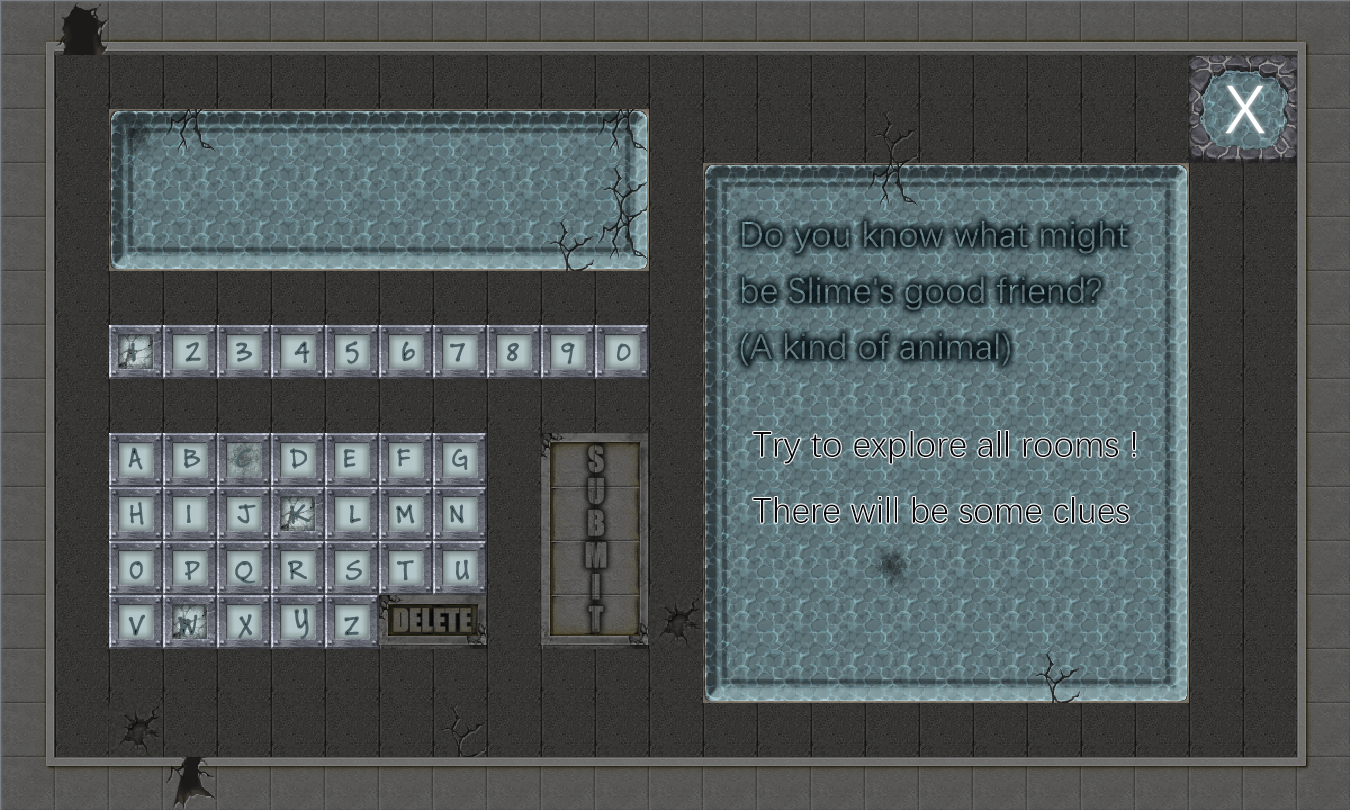 X
Do you know what might
be Slime's good friend?
(A kind of animal)
Try to explore all rooms !
There will be some clues
1 2 3 4 5 6 7 8 9 0
A B C D E F G
H I J K L M N
O P Q R S T U
V W X Y Z DELETE
SUBMIT